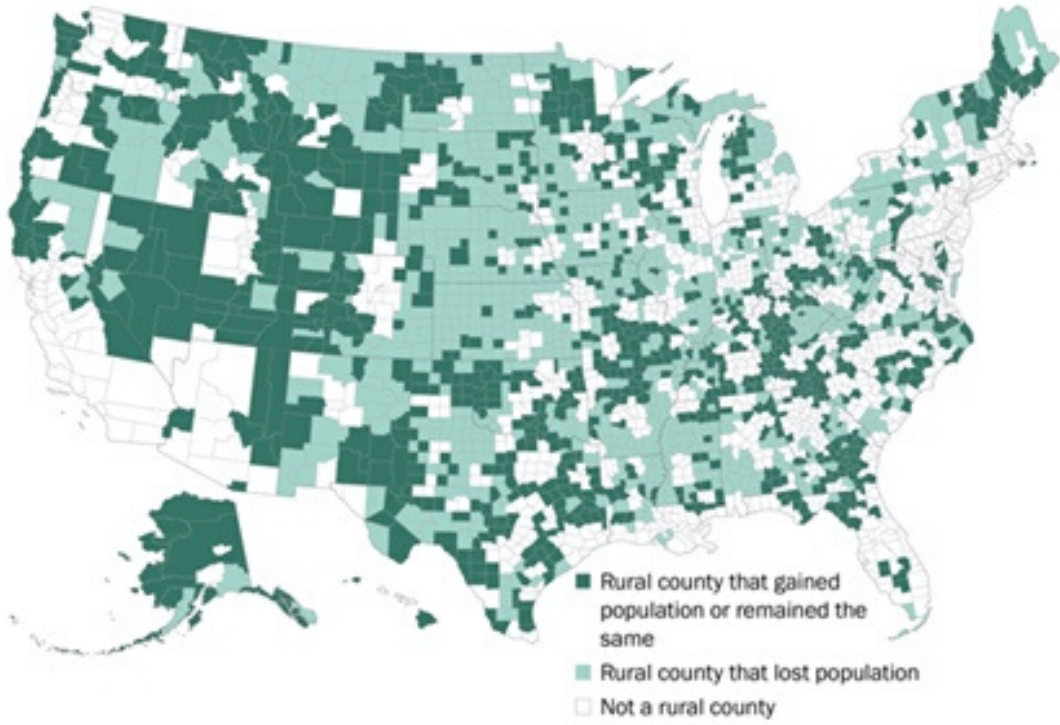 Rural county that gained
population or remained the
same
Rural county that lost population
Not a rural county